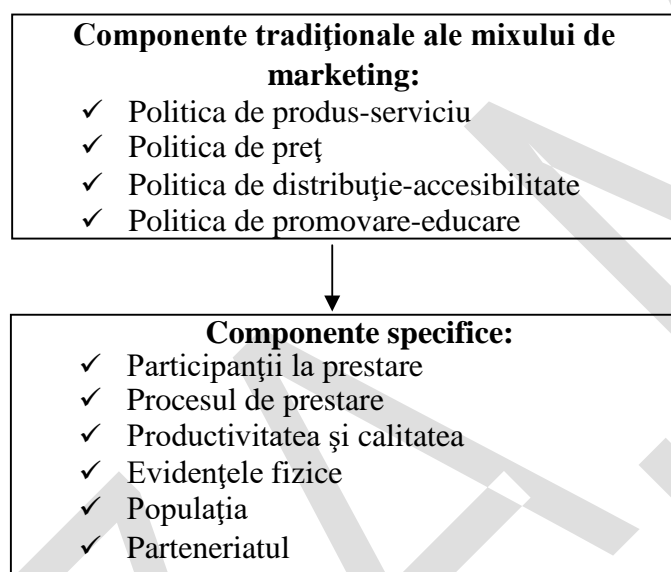 Componente tradiţionale ale mixului de
marketing:
✓ Politica de produs-serviciu
✓ Politica de preţ
✓ Politica de distribuţie-accesibilitate
✓ Politica de promovare-educare
Componente specifice:
✓ Participanţii la prestare
✓ Procesul de prestare
✓ Productivitatea şi calitatea
✓ Evidenţele fizice
✓ Populaţia
✓ Parteneriatul